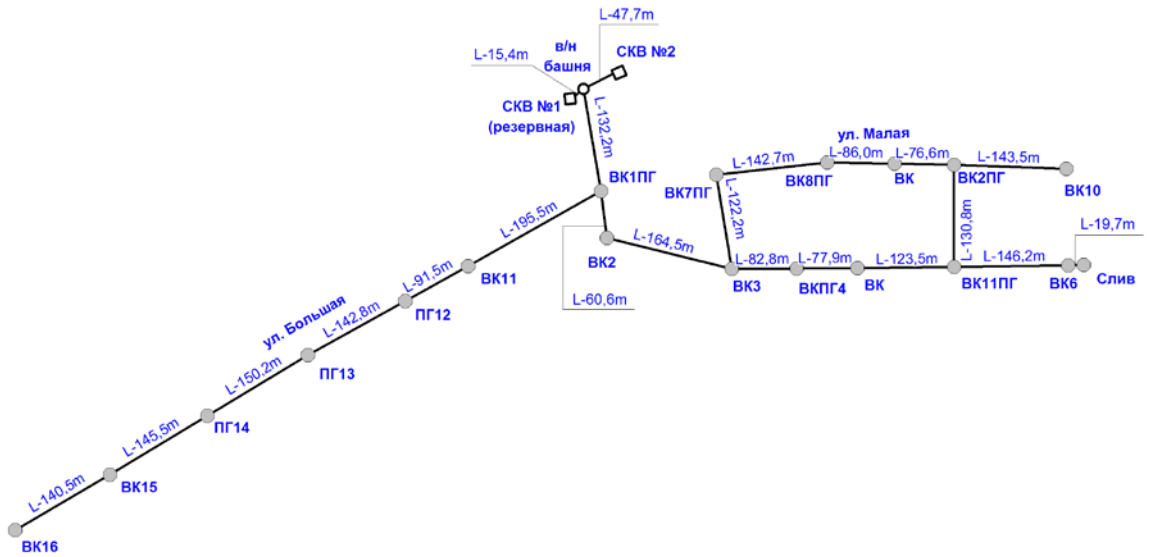 L-47,7m
в/н
башня
L-15,4m
СКВ №2
СКВ №1
(резервная)
L-132,2m
ВК1ПГ
ул. Малая
L-142,7m
L-86,0m
L-76,6m
L-143,5m
ВК7ПГ
ВК8ПГ
ВК
ВК2ПГ
ВК10
L-122,2m
L-130,8m
L-19,7m
L-195,5m
ВК2
L-164,5m
L-82,8m
L-77,9m
L-123,5m
L-146,2m
ВК3
ВКПГ4
ВК
ВК11ПГ
ВК6
Слив
L-60,6m
ВК11
L-91,5m
ПГ12
ул. Большая
L-142,8m
ПГ13
L-150,2m
ПГ14
L-145,5m
ВК15
L-140,5m
ВК16